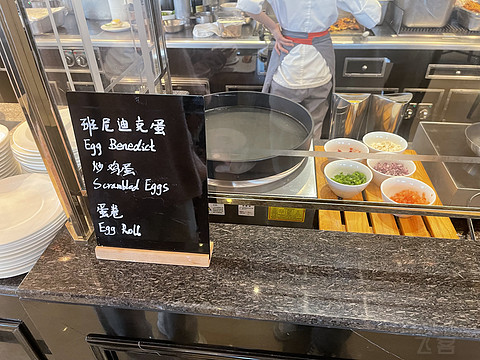 班尼迪克蛋
Egg Benedict
炒鸡蛋
Scrambled Eggs
蛋卷
Egg Roll